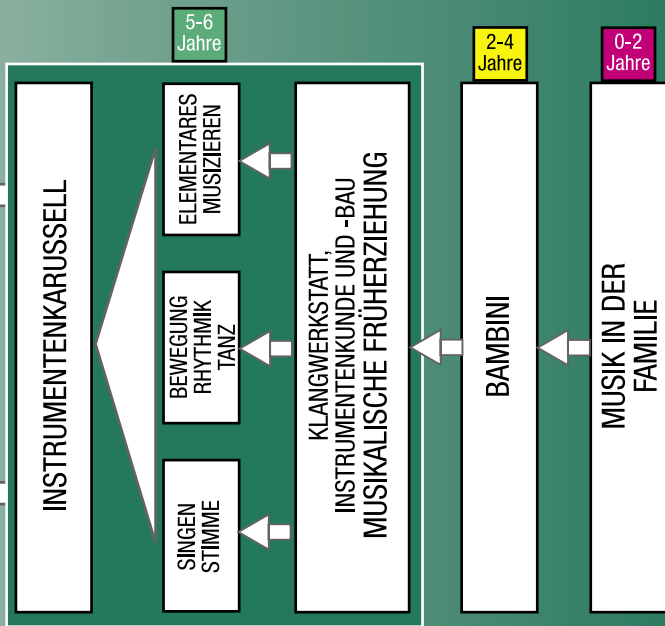 5-6
Jahre
2-4
Jahre
0-2
Jahre
INSTRUMENTENKARUSSELL
ELEMENTARES
MUSIZIEREN
BEWEGUNG
RHYTHMIK
TANZ
SINGEN
STIMME
KLANGWERKSTATT,
INSTRUMENTENKUNDE UND -BAU
MUSIKALISCHE FRÜHERZIEHUNG
BAMBINI
MUSIK IN DER
FAMILIE